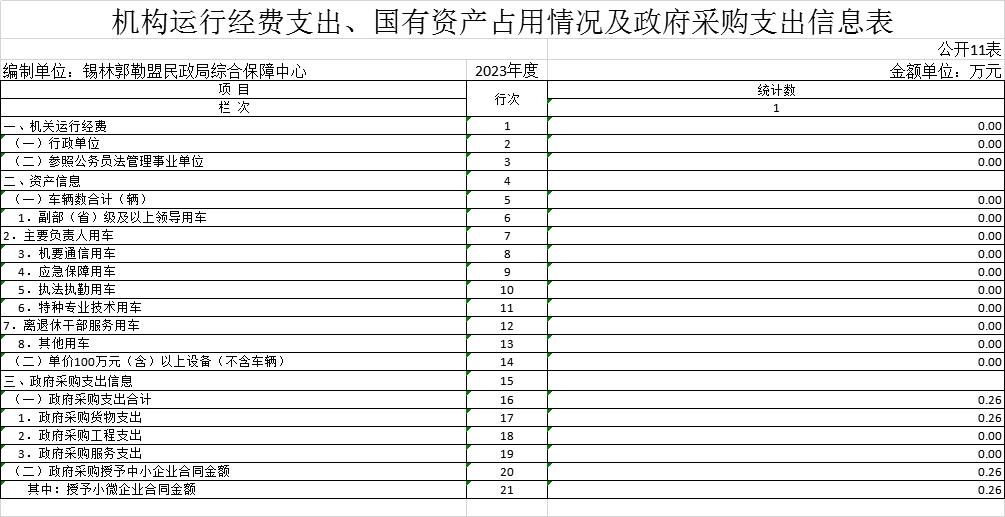 机构运行经费支出、国有资产占用情况及政府采购支出信息表
公开11表
编制单位：锡林郭勒盟民政局综合保障中心 2023年度 金额单位：万元
项 目 行次 统计数
栏 次 1
一、机关运行经费 1 0.00
（一）行政单位 2 0.00
（二）参照公务员法管理事业单位 3 0.00
二、资产信息 4
（一）车辆数合计（辆） 5 0.00
1．副部（省）级及以上领导用车 6 0.00
2．主要负责人用车 7 0.00
3．机要通信用车 8 0.00
4．应急保障用车 9 0.00
5．执法执勤用车 10 0.00
6．特种专业技术用车 11 0.00
7．离退休干部服务用车 12 0.00
8．其他用车 13 0.00
（二）单价100万元（含）以上设备（不含车辆） 14 0.00
三、政府采购支出信息 15
（一）政府采购支出合计 16 0.26
1．政府采购货物支出 17 0.26
2．政府采购工程支出 18 0.00
3．政府采购服务支出 19 0.00
（二）政府采购授予中小企业合同金额 20 0.26
其中：授予小微企业合同金额 21 0.26